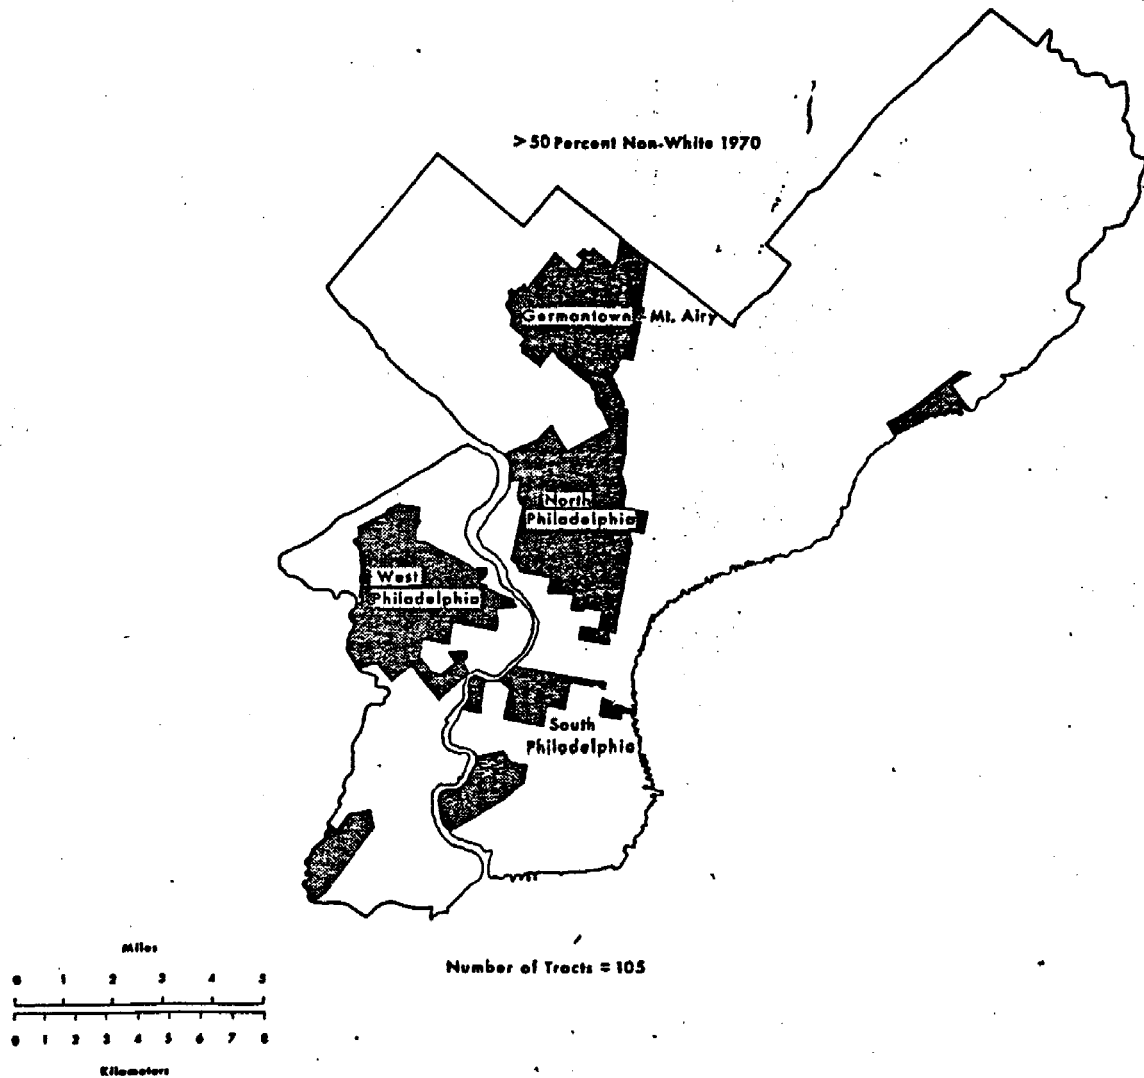 > 50 Percent Non-White 1970
Germantown - Mt. Airy
North
Philadelphia
West
Philadelphia
South
Philadelphia
Number of Tracts = 105
Miles
0 1 2 3 4 5
0 1 2 3 4 5 6 7 8
Kilometers